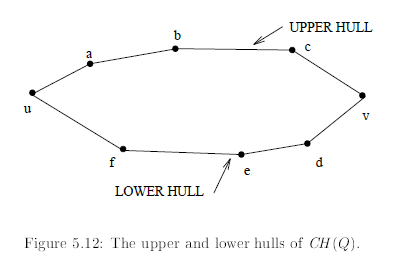 UPPER HULL
b
c
a
u
v
f
e
d
LOWER HULL
Figure 5.12: The upper and lower hulls of CH(Q).